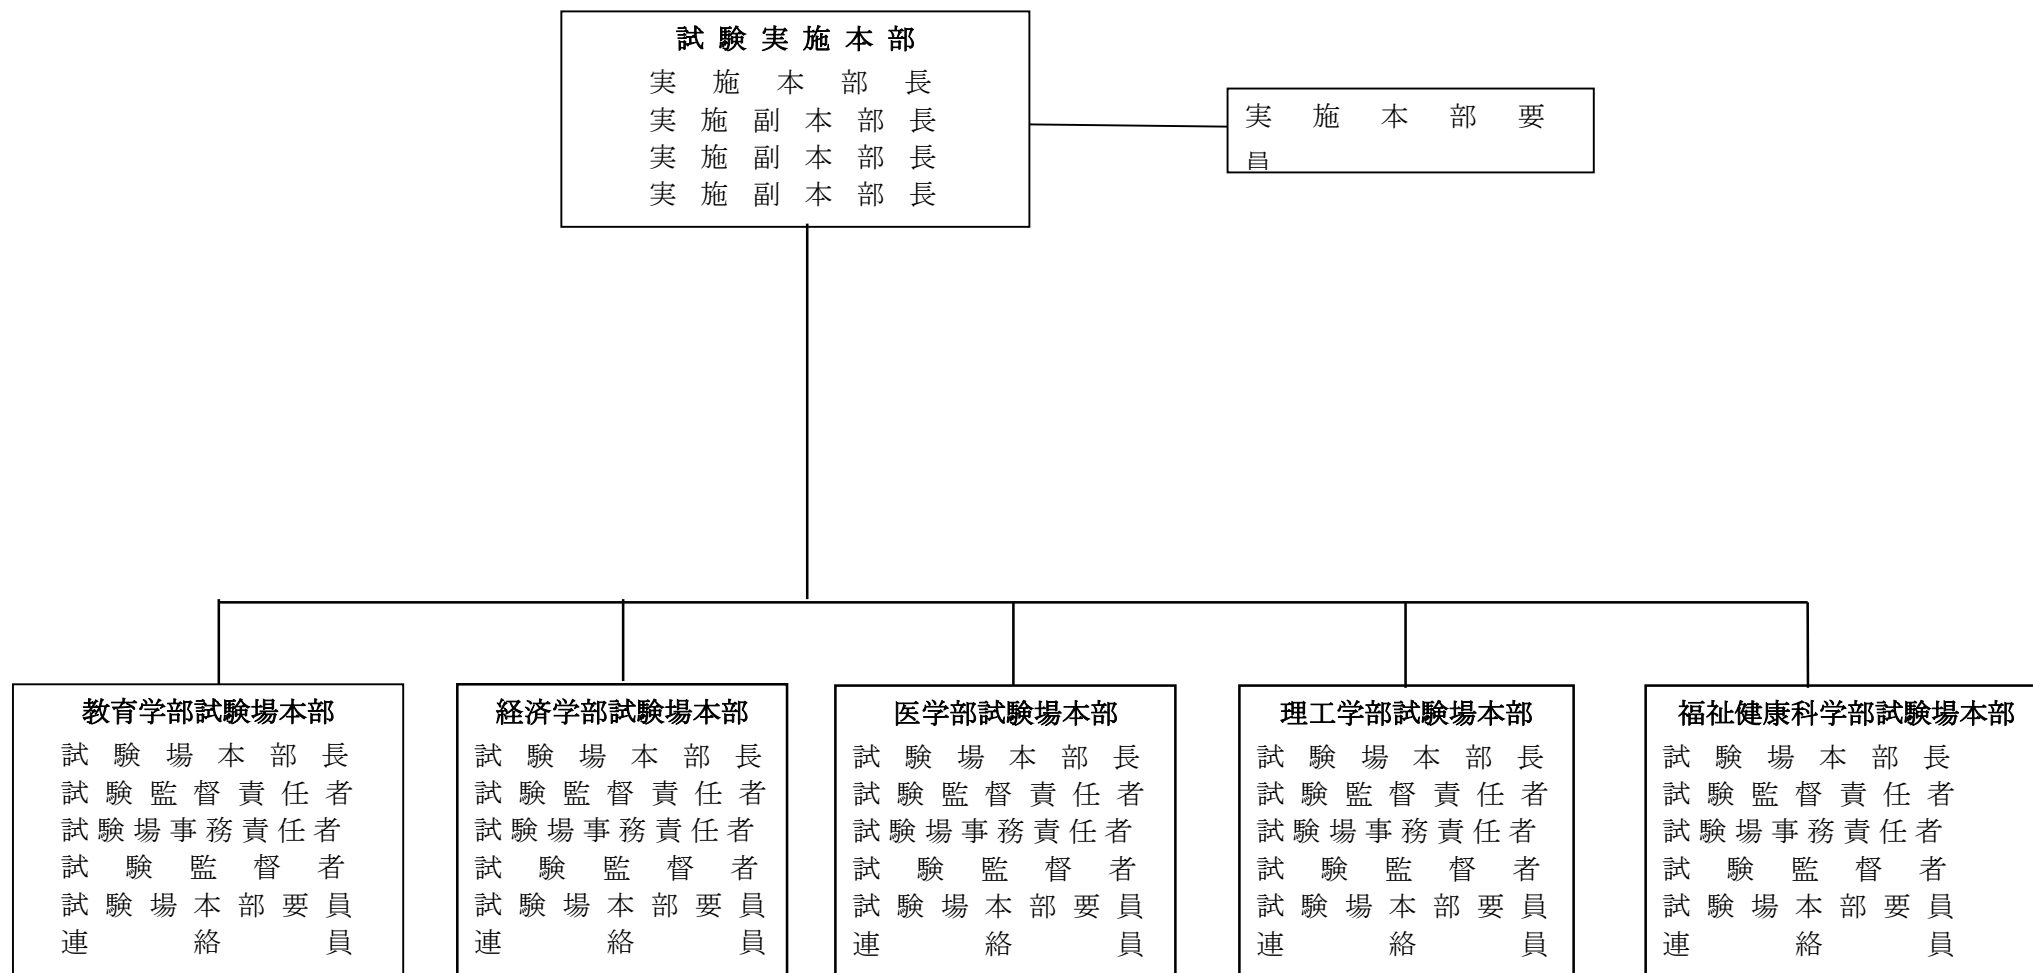 試験実施本部
実施本部長
実施副本部長
実施副本部長
実施副本部長
実施本部要
員
教育学部試験場本部
試験場本部長
試験監督責任者
試験場事務責任者
試験監督者
試験場本部要員
連絡員
経済学部試験場本部
試験場本部長
試験監督責任者
試験場事務責任者
試験監督者
試験場本部要員
連絡員
医学部試験場本部
試験場本部長
試験監督責任者
試験場事務責任者
試験監督者
試験場本部要員
連絡員
理工学部試験場本部
試験場本部長
試験監督責任者
試験場事務責任者
試験監督者
試験場本部要員
連絡員
福祉健康科学部試験場本部
試験場本部長
試験監督責任者
試験場事務責任者
試験監督者
試験場本部要員
連絡員